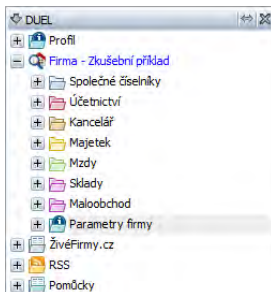 DUEL
Profil
Firma - Zkušební příklad
Společné číselníky
Účetnictví
Kancelář
Majetek
Mzdy
Sklady
Maloobchod
Parametry firmy
ŽivéFirmy.cz
RSS
Pomůcky